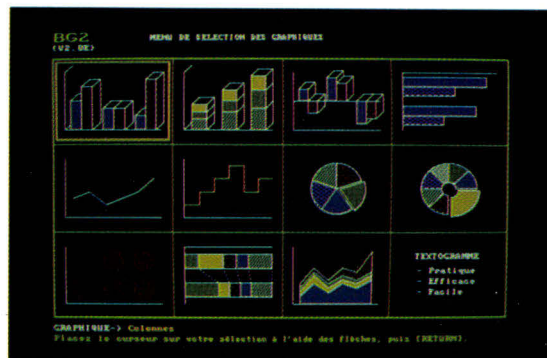 BG2
(V2.0E)
MENU DE SELECTION DES GRAPHIQUES
TEXTOGRAMME
- Pratique
- Efficace
- Facile
GRAPHIQUE-> Colonnes
Placez le curseur sur votre sélection à l'aide des flèches, puis [RETURN].